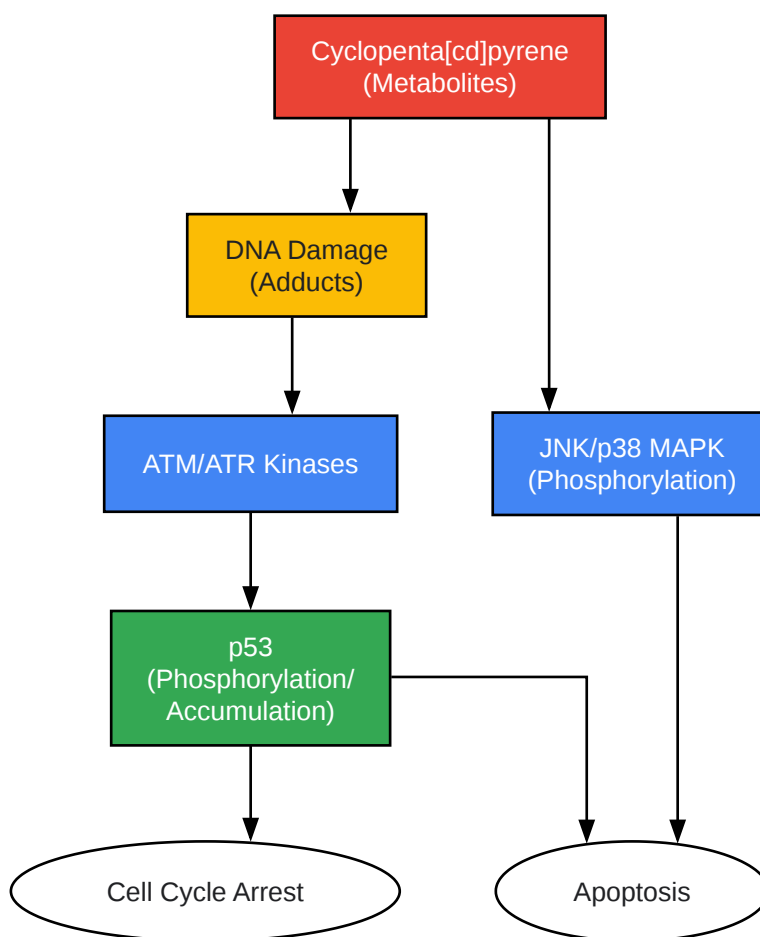 Cyclopenta[cd]pyrene
(Metabolites)
DNA Damage
(Adducts)
ATM/ATR Kinases
JNK/p38 MAPK
(Phosphorylation)
p53
(Phosphorylation/
Accumulation)
Cell Cycle Arrest
Apoptosis